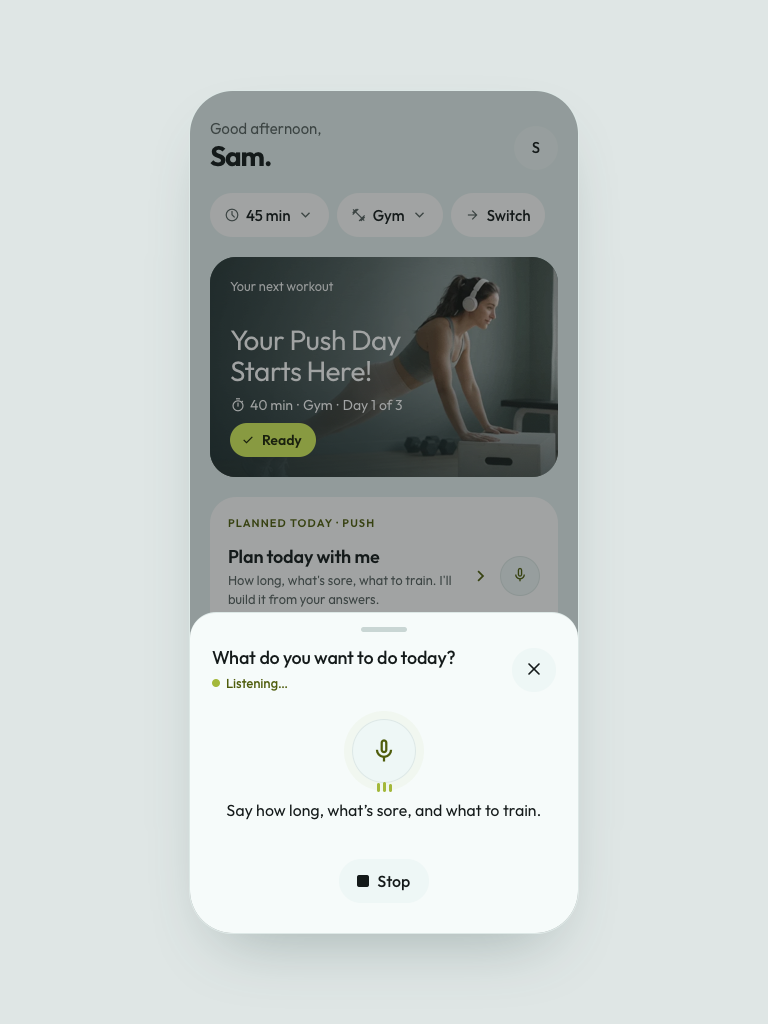 Good afternoon,
Sam.
S
45 min
Gym
Switch
Your next workout
Your Push Day
Starts Here!
40 min · Gym · Day 1 of 3
Ready
PLANNED TODAY · PUSH
Plan today with me
How long, what's sore, what to train. I'll
build it from your answers.
What do you want to do today?
Listening...
Say how long, what's sore, and what to train.
Stop